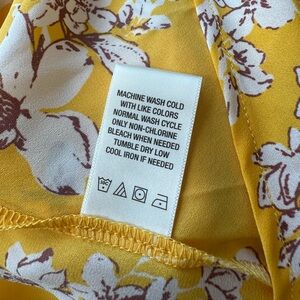 MACHINE WASH COLD
WITH LIKE COLORS
NORMAL WASH CYCLE
ONLY NON-CHLORINE
BLEACH WHEN NEEDED
TUMBLE DRY LOW
COOL IRON IF NEEDED